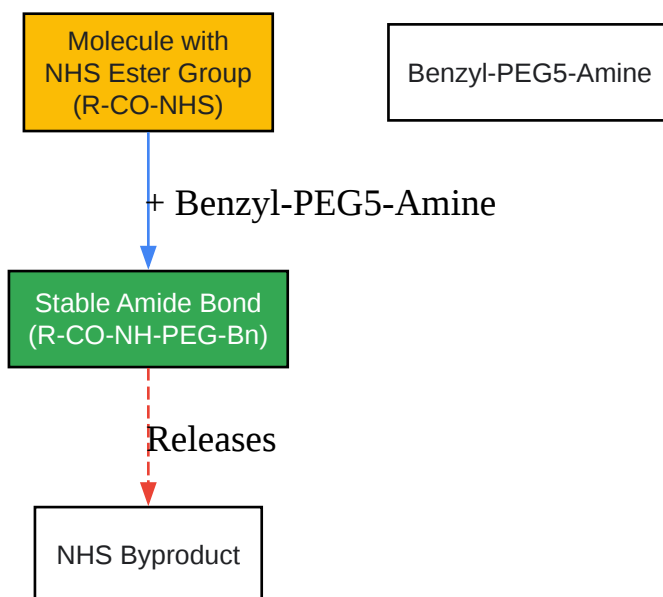 Molecule with
NHS Ester Group
(R-CO-NHS)
Benzyl-PEG5-Amine
+ Benzyl-PEG5-Amine
Stable Amide Bond
(R-CO-NH-PEG-Bn)
Releases
NHS Byproduct